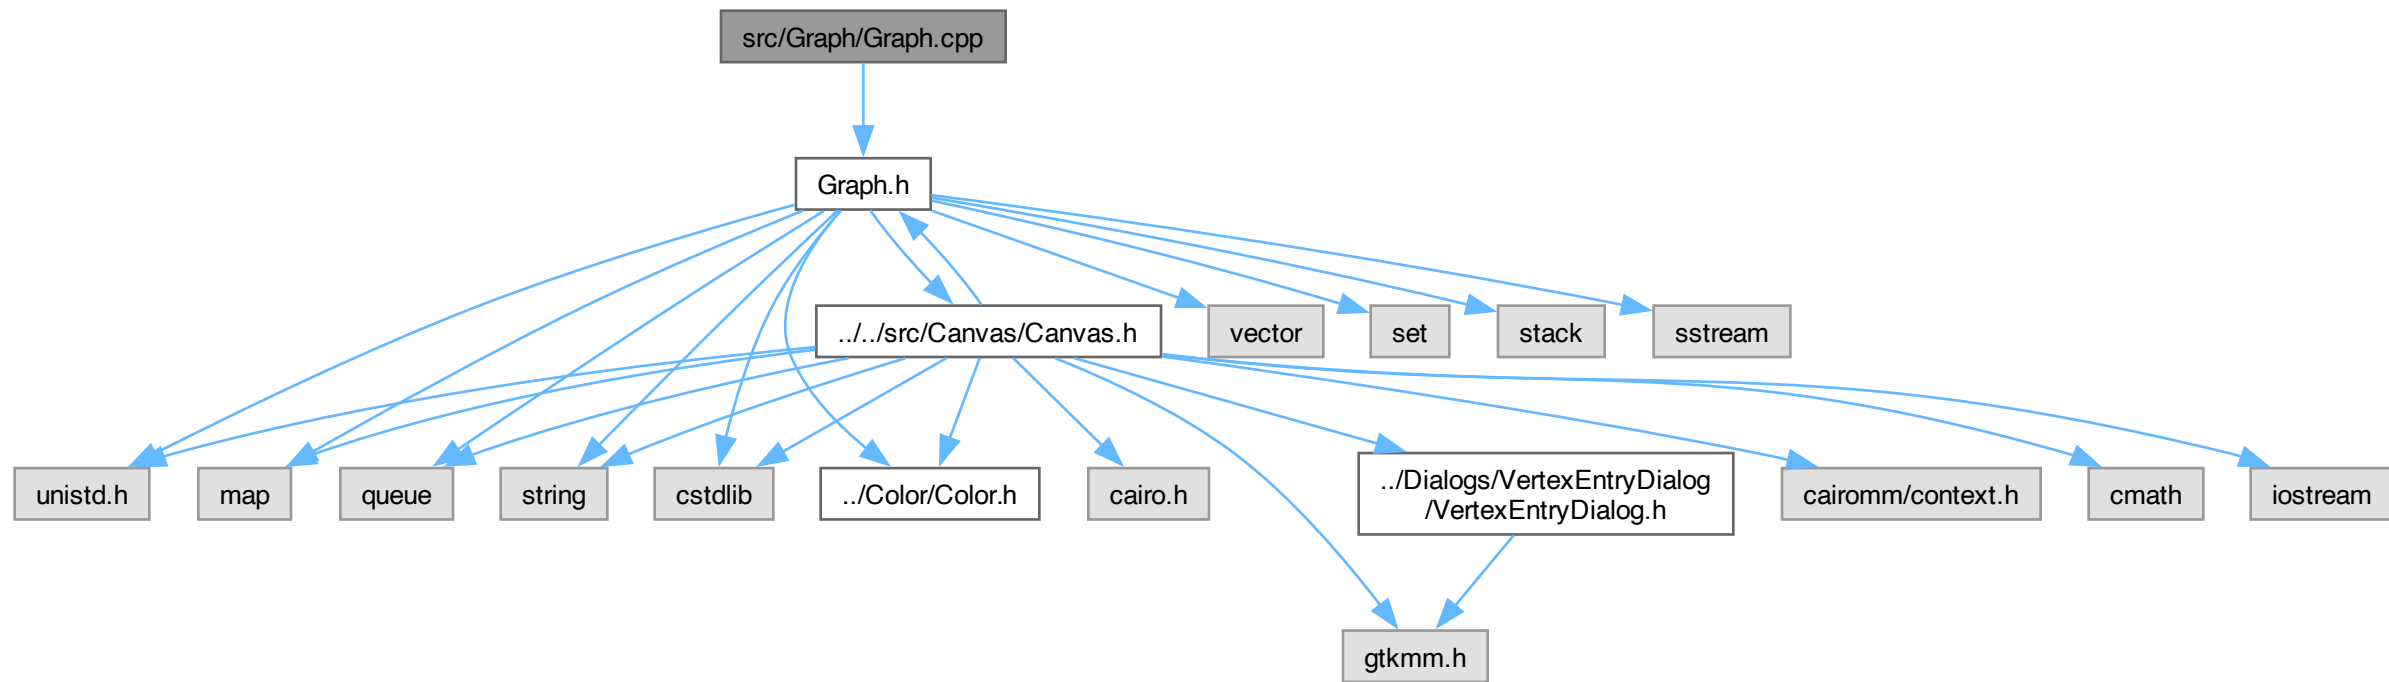 src/Graph/Graph.cpp
Graph.h
../../src/Canvas/Canvas.h
vector
set
stack
sstream
unistd.h
map
queue
string
cstdlib
../Color/Color.h
cairo.h
../Dialogs/VertexEntryDialog
/VertexEntryDialog.h
cairomm/context.h
cmath
iostream
gtkmm.h